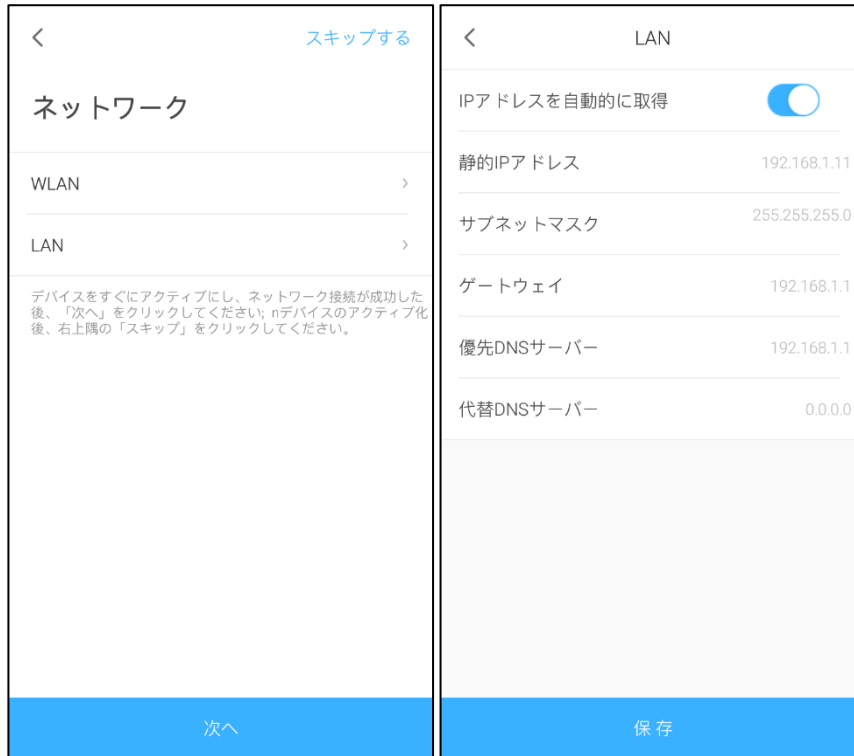 スキップする
ネットワーク
WLAN
LAN
デバイスをすぐにアクティブにし、ネットワーク接続が成功した
後、「次へ」をクリックしてください; nデバイスのアクティブ化
後、右上隅の「スキップ」をクリックしてください。
次へ
LAN
IPアドレスを自動的に取得
静的IPアドレス 192.168.1.11
サブネットマスク 255.255.255.0
ゲートウェイ 192.168.1.1
優先DNSサーバー 192.168.1.1
代替DNSサーバー 0.0.0.0
保存